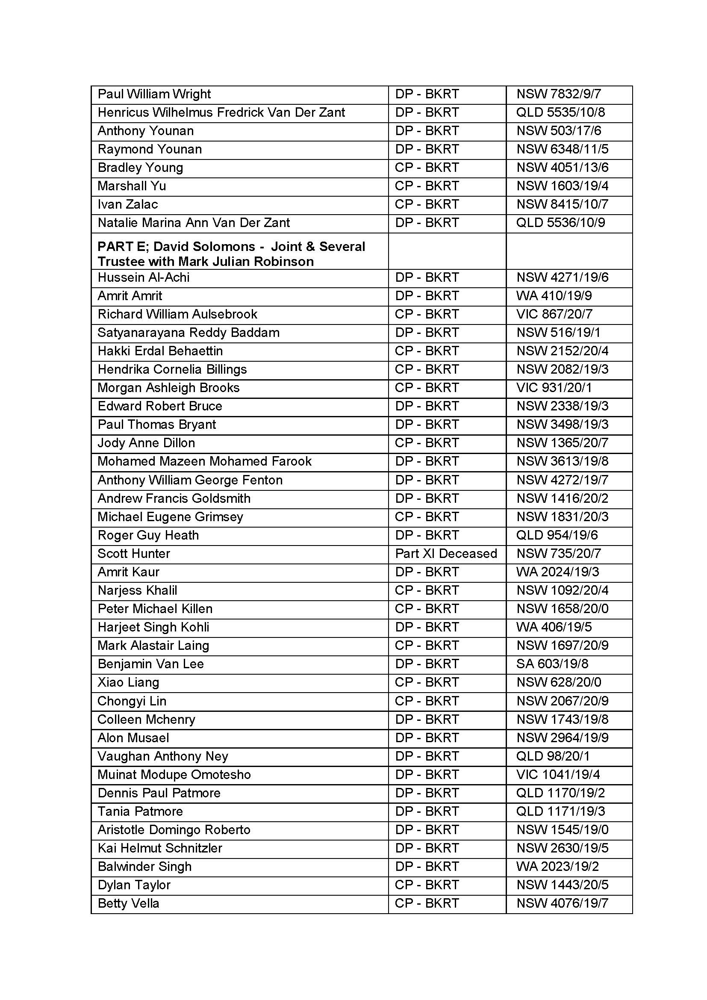 Paul William Wright DP - BKRT NSW 7832/9/7
Henricus Wilhelmus Fredrick Van Der Zant DP - BKRT QLD 5535/10/8
Anthony Younan DP - BKRT NSW 503/17/6
Raymond Younan DP - BKRT NSW 6348/11/5
Bradley Young CP - BKRT NSW 4051/13/6
Marshall Yu CP - BKRT NSW 1603/19/4
Ivan Zalac CP - BKRT NSW 8415/10/7
Natalie Marina Ann Van Der Zant DP - BKRT QLD 5536/10/9
PART E; David Solomons - Joint & Several
Trustee with Mark Julian Robinson
Hussein Al-Achi DP - BKRT NSW 4271/19/6
Amrit Amrit DP - BKRT WA 410/19/9
Richard William Aulsebrook CP - BKRT VIC 867/20/7
Satyanarayana Reddy Baddam DP - BKRT NSW 516/19/1
Hakki Erdal Behaettin CP - BKRT NSW 2152/20/4
Hendrika Cornelia Billings CP - BKRT NSW 2082/19/3
Morgan Ashleigh Brooks CP - BKRT VIC 931/20/1
Edward Robert Bruce DP - BKRT NSW 2338/19/3
Paul Thomas Bryant DP - BKRT NSW 3498/19/3
Jody Anne Dillon CP - BKRT NSW 1365/20/7
Mohamed Mazeen Mohamed Farook DP - BKRT NSW 3613/19/8
Anthony William George Fenton DP - BKRT NSW 4272/19/7
Andrew Francis Goldsmith DP - BKRT NSW 1416/20/2
Michael Eugene Grimsey CP - BKRT NSW 1831/20/3
Roger Guy Heath DP - BKRT QLD 954/19/6
Scott Hunter Part XI Deceased NSW 735/20/7
Amrit Kaur DP - BKRT WA 2024/19/3
Narjess Khalil CP - BKRT NSW 1092/20/4
Peter Michael Killen CP - BKRT NSW 1658/20/0
Harjeet Singh Kohli DP - BKRT WA 406/19/5
Mark Alastair Laing CP - BKRT NSW 1697/20/9
Benjamin Van Lee DP - BKRT SA 603/19/8
Xiao Liang CP - BKRT NSW 628/20/0
Chongyi Lin CP - BKRT NSW 2067/20/9
Colleen Mchenry DP - BKRT NSW 1743/19/8
Alon Musael DP - BKRT NSW 2964/19/9
Vaughan Anthony Ney DP - BKRT QLD 98/20/1
Muinat Modupe Omotesho DP - BKRT VIC 1041/19/4
Dennis Paul Patmore DP - BKRT QLD 1170/19/2
Tania Patmore DP - BKRT QLD 1171/19/3
Aristotle Domingo Roberto DP - BKRT NSW 1545/19/0
Kai Helmut Schnitzler DP - BKRT NSW 2630/19/5
Balwinder Singh DP - BKRT WA 2023/19/2
Dylan Taylor CP - BKRT NSW 1443/20/5
Betty Vella CP - BKRT NSW 4076/19/7